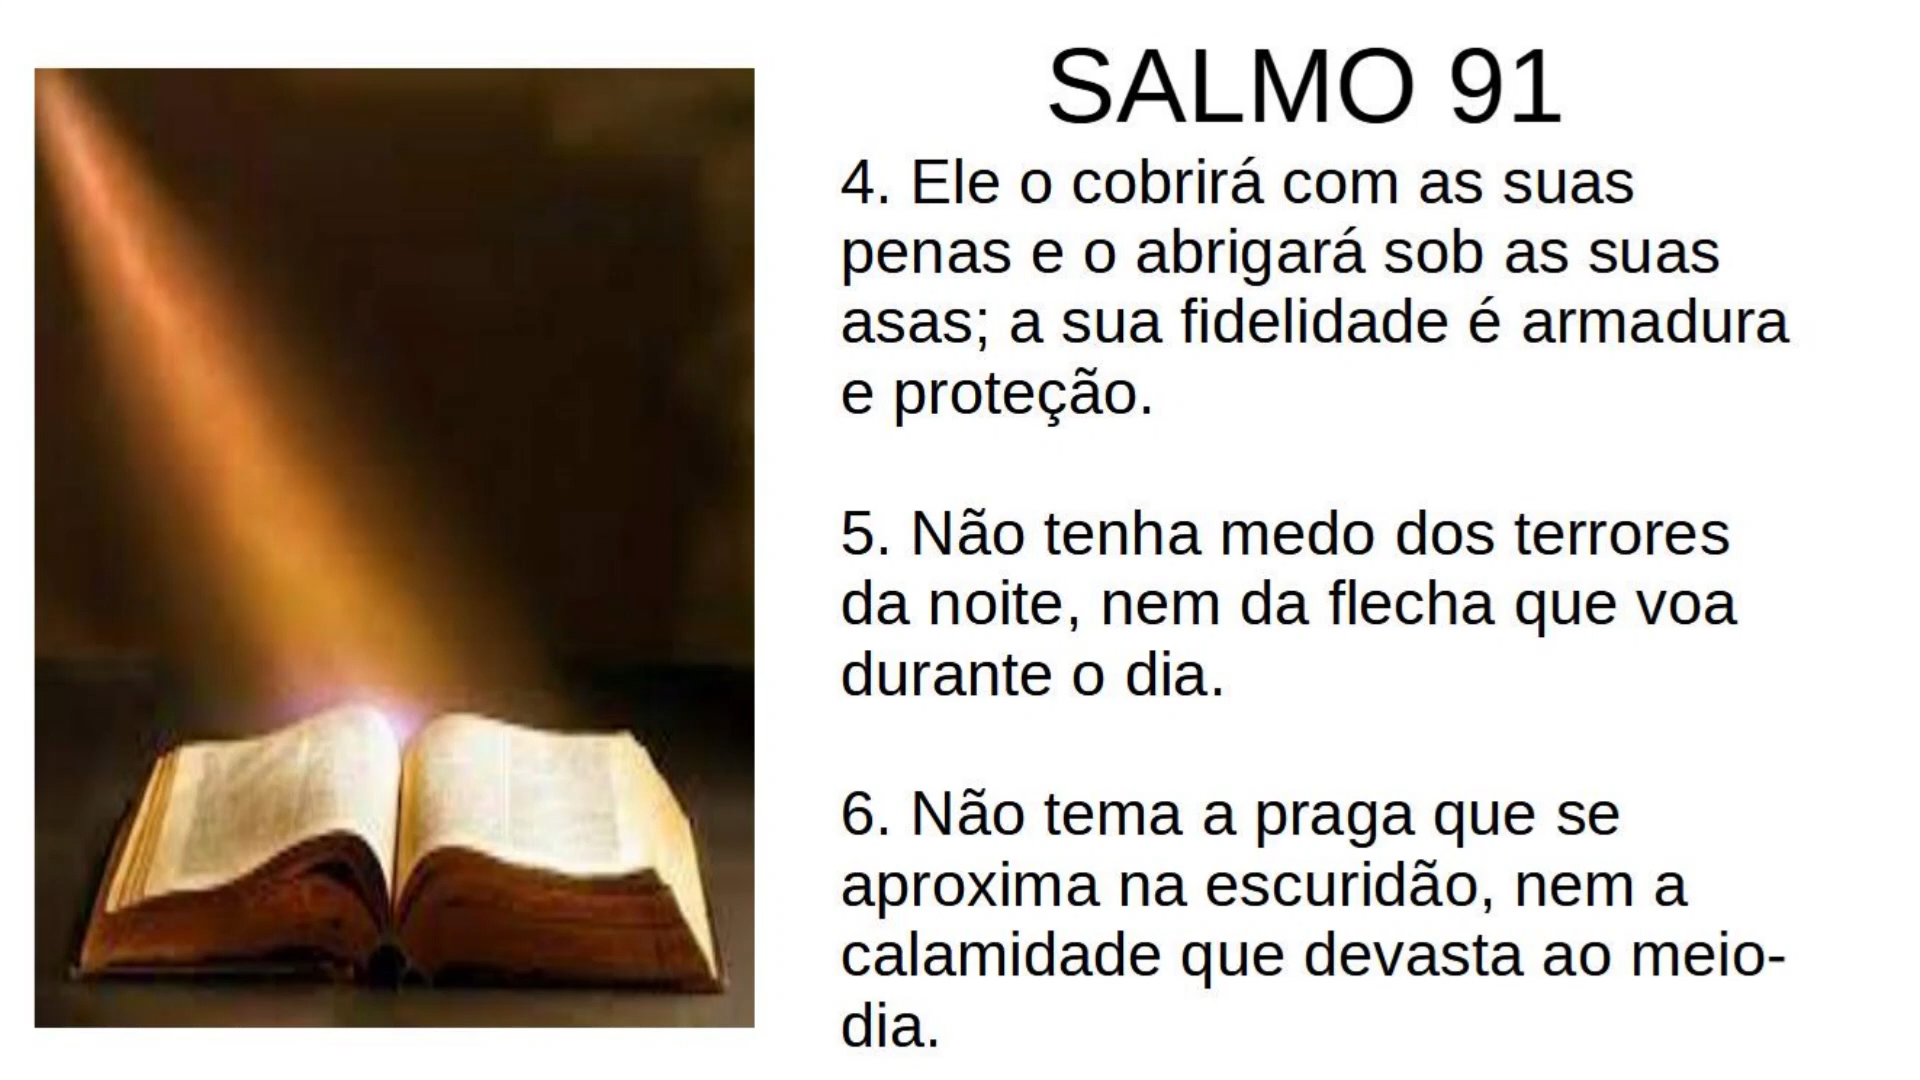 SALMO 91
4. Ele o cobrirá com as suas
penas e o abrigará sob as suas
asas; a sua fidelidade é armadura
e proteção.
5. Não tenha medo dos terrores
da noite, nem da flecha que voa
durante o dia.
6. Não tema a praga que se
aproxima na escuridão, nem a
calamidade que devasta ao meio-
dia.